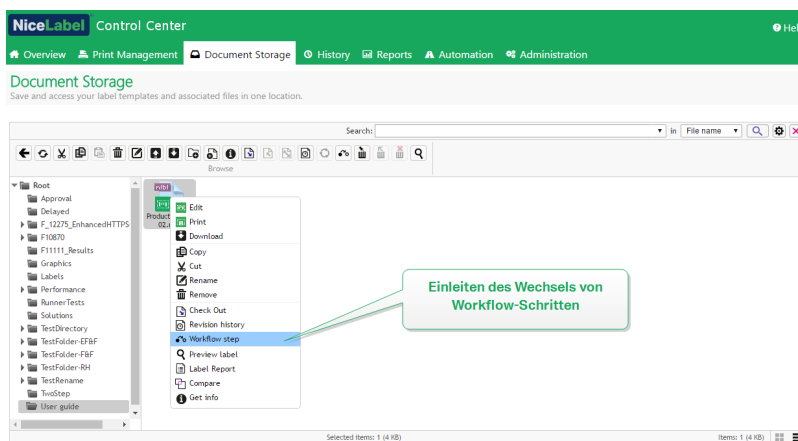 NiceLabel Control Center
Overview Print Management Document Storage History Reports Automation Administration
Document Storage
Save and access your label templates and associated files in one location.
Search: in File name
Browse
Root
Approval
Delayed
F_12275_EnhancedHTTPS
F10870
F11111_Results
Graphics
Labels
Performance
RunnerTests
Solutions
TestDirectory
TestFolder-EF&F
TestFolder-F&F
TestFolder-RH
TestRename
TwoStep
User guide
nlbl
Product
Edit
Print
Download
Copy
Cut
Rename
Remove
Check Out
Revision history
Workflow step
Preview label
Label Report
Compare
Get info
Einleiten des Wechsels von
Workflow-Schritten
Selected items: 1 (4 KB)
Items: 1 (4 KB)